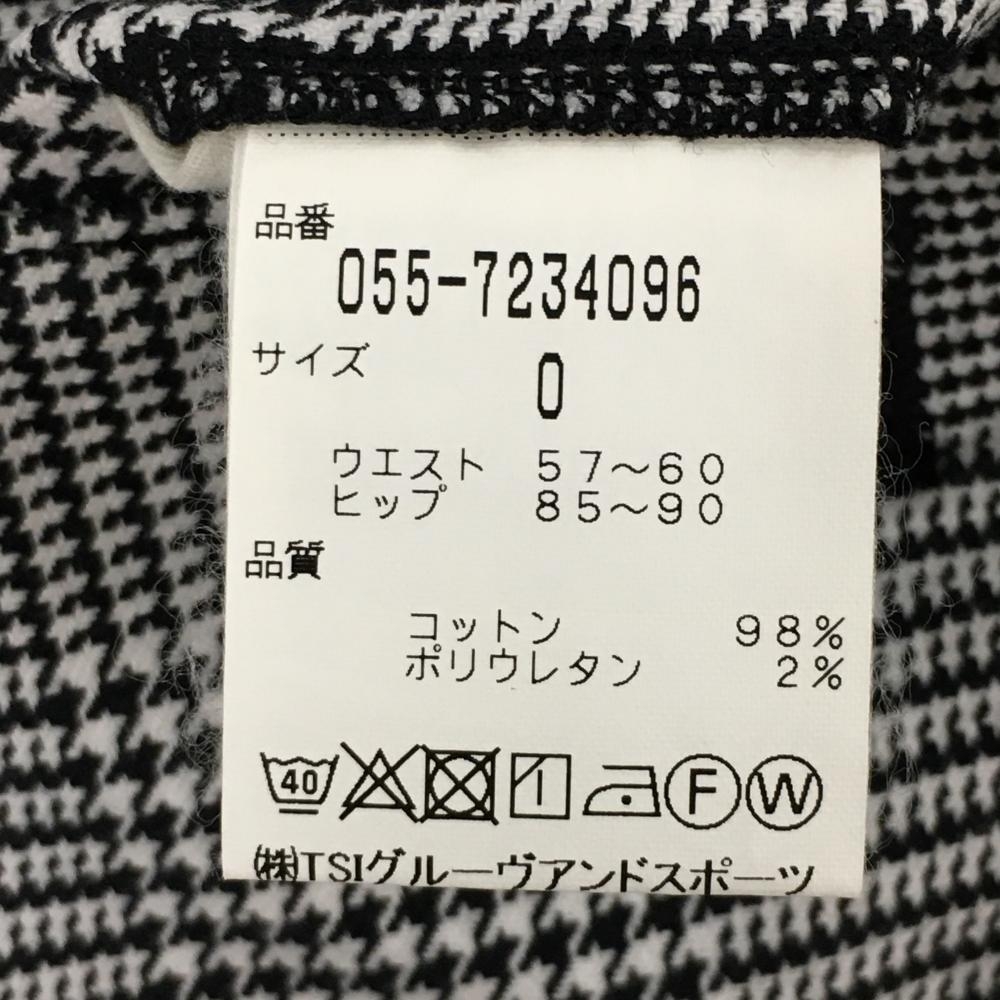 品番
055-7234096
サイズ
0
ウエスト 57～60
ヒップ 85～90
品質
コットン 98%
ポリウレタン 2%
40 F W
㈱TSIグルーヴアンドスポーツ